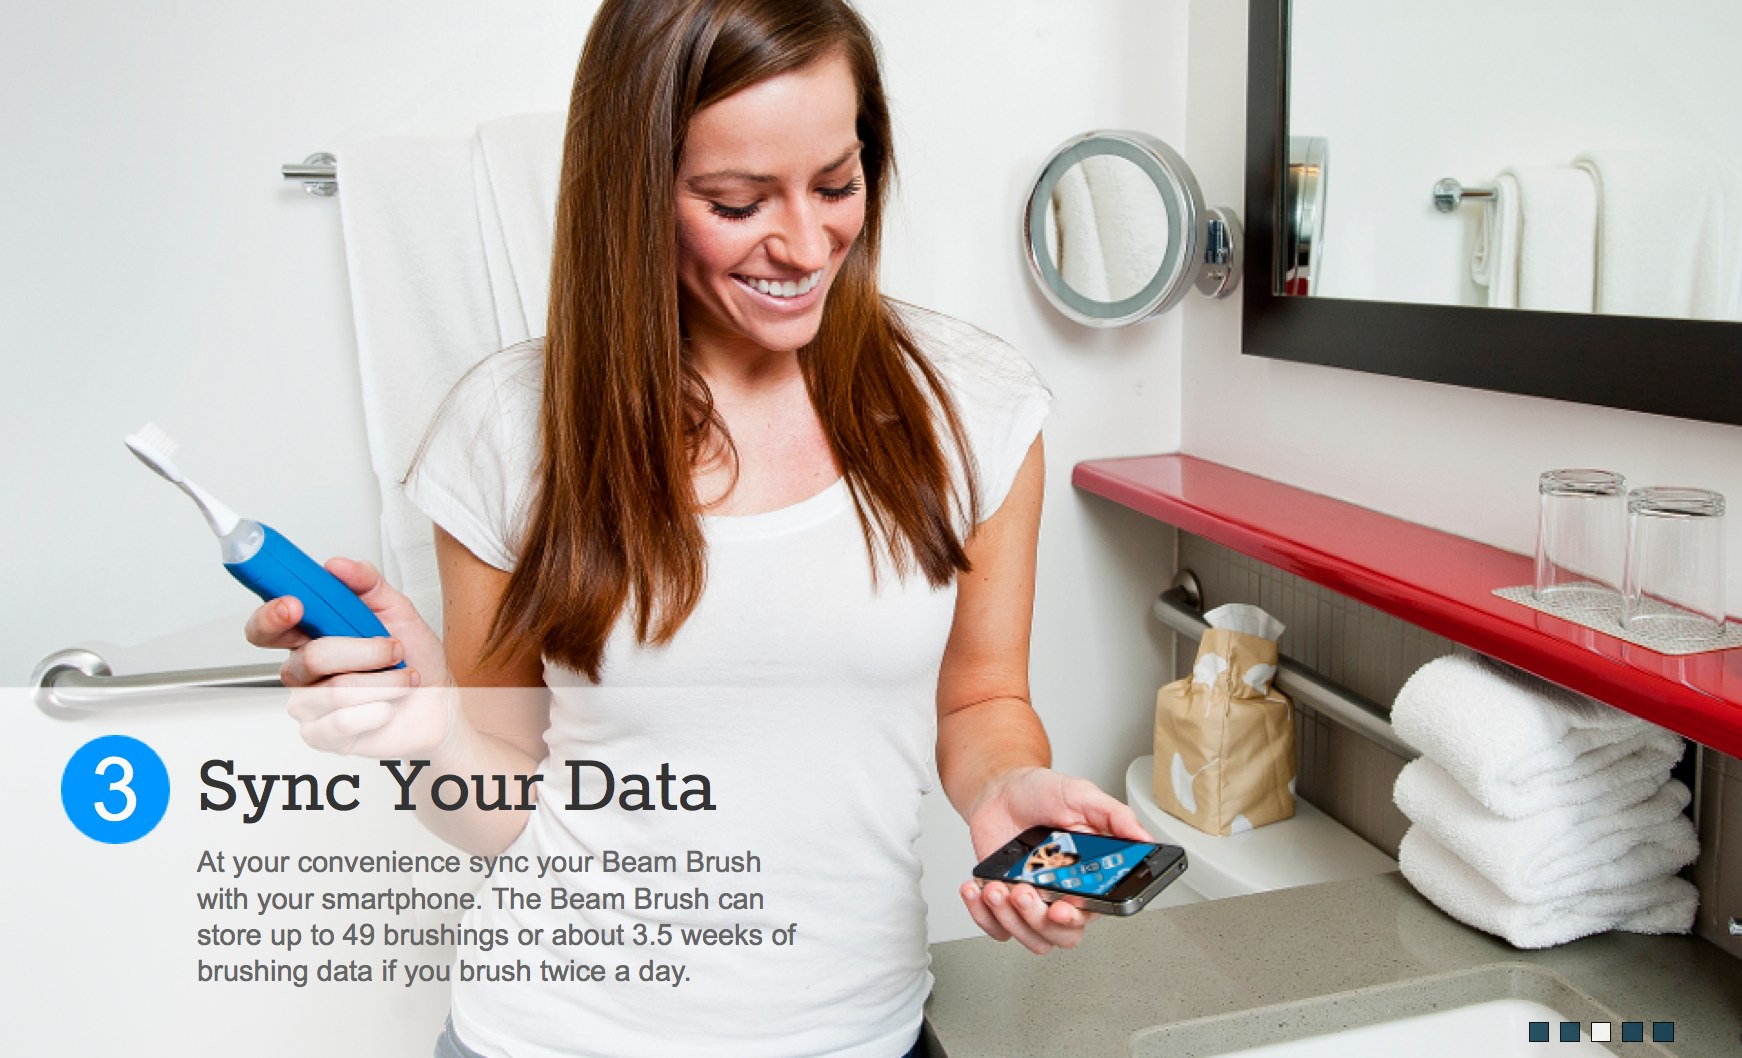 3 Sync Your Data
At your convenience sync your Beam Brush
with your smartphone. The Beam Brush can
store up to 49 brushings or about 3.5 weeks of
brushing data if you brush twice a day.